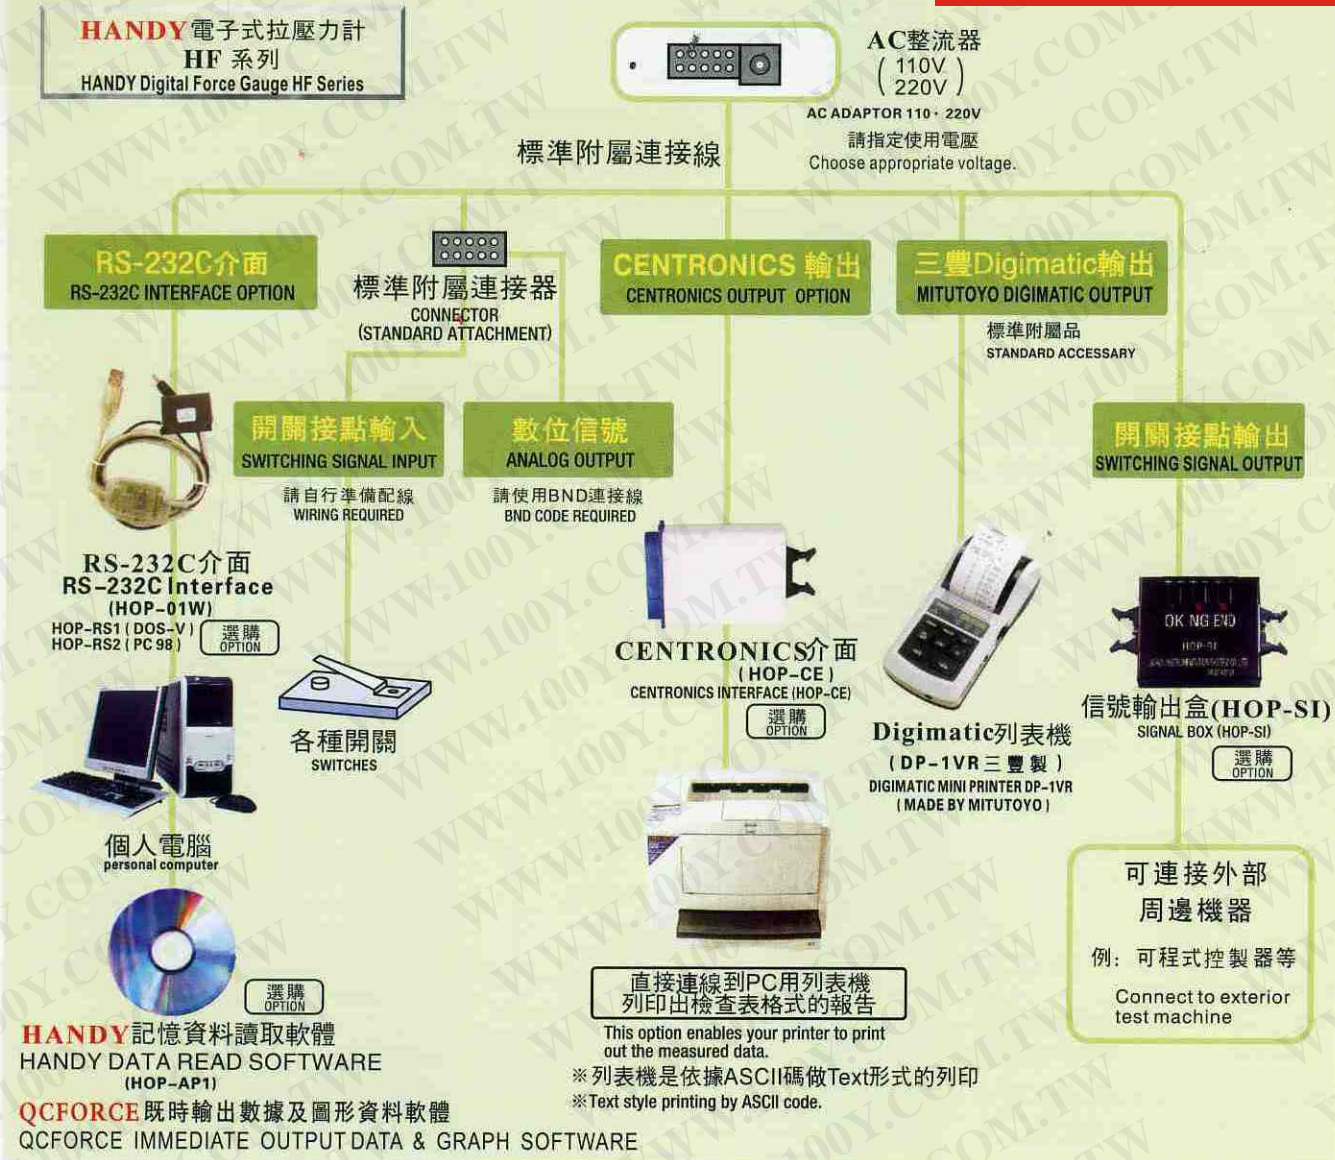 HANDY電子式拉壓力計
HF 系列
HANDY Digital Force Gauge HF Series
AC整流器
( 110V )
( 220V )
AC ADAPTOR 110・220V
請指定使用電壓
Choose appropriate voltage.
標準附屬連接線
RS-232C介面
RS-232C INTERFACE OPTION
標準附屬連接器
CONNECTOR
(STANDARD ATTACHMENT)
CENTRONICS 輸出
CENTRONICS OUTPUT OPTION
三豐Digimatic輸出
MITUTOYO DIGIMATIC OUTPUT
標準附屬品
STANDARD ACCESSARY
開關接點輸入
SWITCHING SIGNAL INPUT
請自行準備配線
WIRING REQUIRED
數位信號
ANALOG OUTPUT
請使用BND連接線
BND CODE REQUIRED
開關接點輸出
SWITCHING SIGNAL OUTPUT
RS-232C介面
RS-232C Interface
(HOP-01W)
HOP-RS1 ( DOS-V )
HOP-RS2 ( PC 98 )
選購
OPTION
各種開關
SWITCHES
CENTRONICS介面
(HOP-CE)
CENTRONICS INTERFACE (HOP-CE)
選購
OPTION
Digimatic列表機
(DP-1VR三豐製)
DIGIMATIC MINI PRINTER DP-1VR
( MADE BY MITUTOYO )
OK NG END
HOP-SI
信號輸出盒(HOP-SI)
SIGNAL BOX (HOP-SI)
選購
OPTION
個人電腦
personal computer
可連接外部
周邊機器
例: 可程式控製器等
Connect to exterior
test machine
選購
OPTION
HANDY記憶資料讀取軟體
HANDY DATA READ SOFTWARE
(HOP-AP1)
QCFORCE既時輸出數據及圖形資料軟體
QCFORCE IMMEDIATE OUTPUT DATA & GRAPH SOFTWARE
直接連線到PC用列表機
列印出檢查表格式的報告
This option enables your printer to print
out the measured data.
※列表機是依據ASCII碼做Text形式的列印
※Text style printing by ASCII code.
WWW.100Y.COM.TW